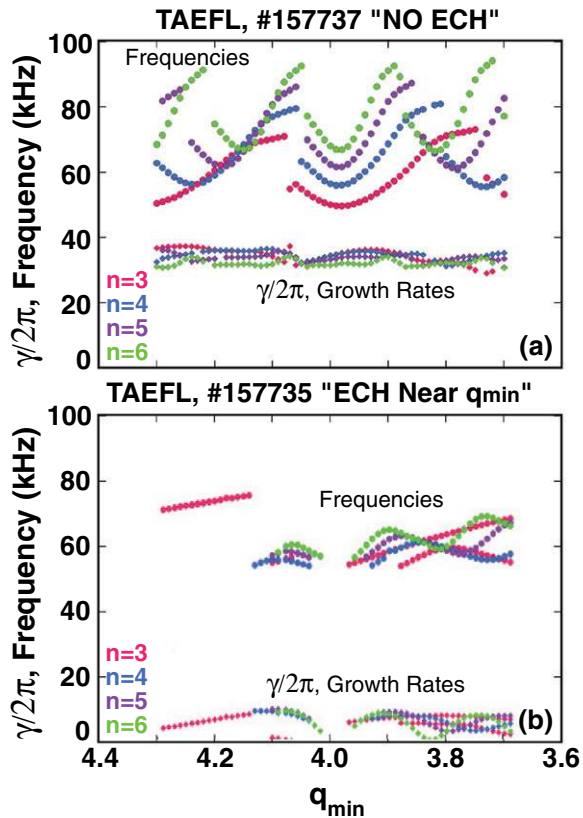 TAEFL, #157737 "NO ECH"
γ/2π, Frequency (kHz)
100
80
60
40
20
0
Frequencies
γ/2π, Growth Rates
n=3
n=4
n=5
n=6
(a)
TAEFL, #157735 "ECH Near qmin"
γ/2π, Frequency (kHz)
100
80
60
40
20
0
Frequencies
γ/2π, Growth Rates
n=3
n=4
n=5
n=6
(b)
4.4 4.2 4.0 3.8 3.6
qmin